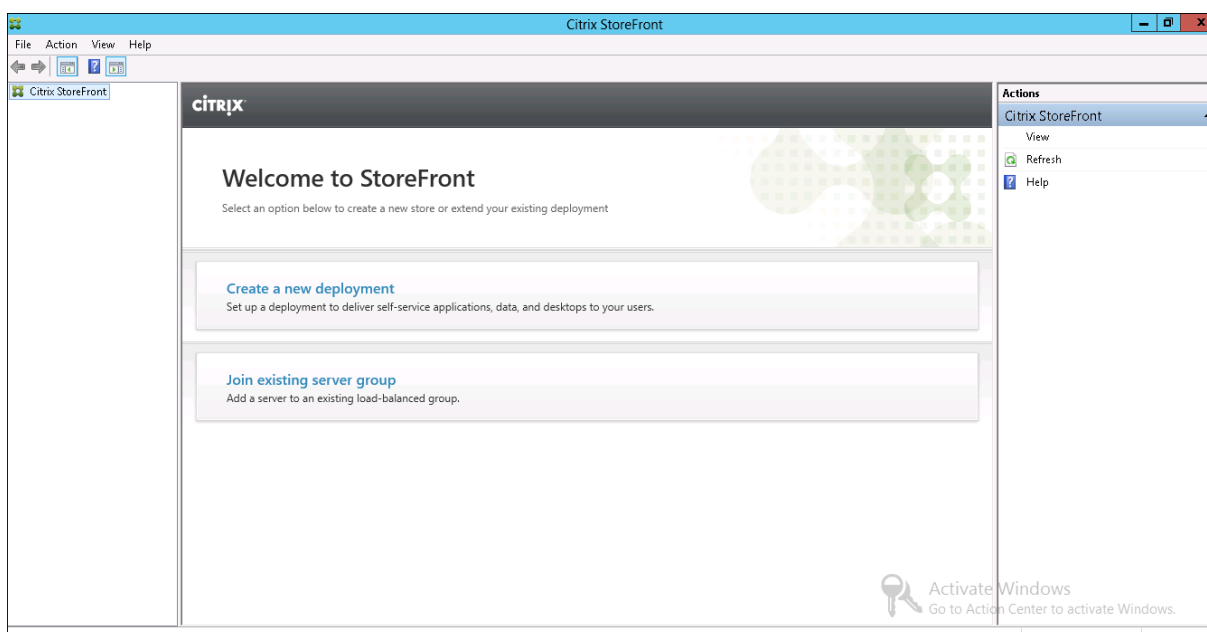 Citrix StoreFront
File Action View Help
Citrix StoreFront
CITRIX
Welcome to StoreFront
Select an option below to create a new store or extend your existing deployment
Create a new deployment
Set up a deployment to deliver self-service applications, data, and desktops to your users.
Join existing server group
Add a server to an existing load-balanced group.
Actions
Citrix StoreFront
View
Refresh
Help
Activate Windows
Go to Action Center to activate Windows.